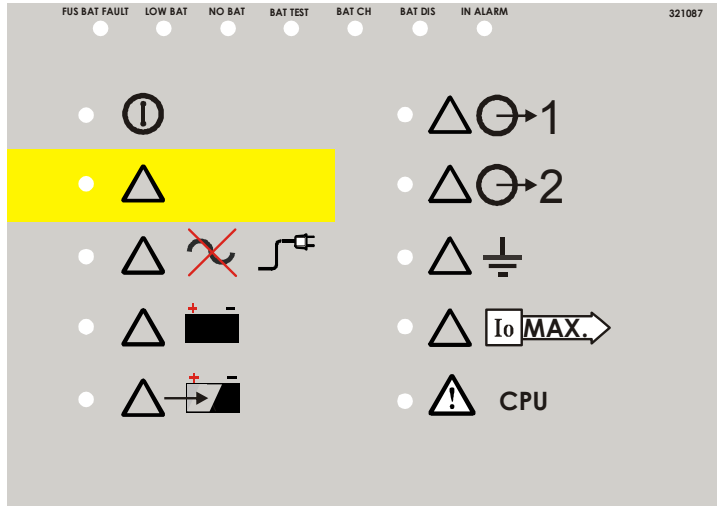 FUS BAT FAULT LOW BAT NO BAT BAT TEST BAT CH BAT DIS IN ALARM 321087
1
2
+ -
Io MAX.
+ -
! CPU